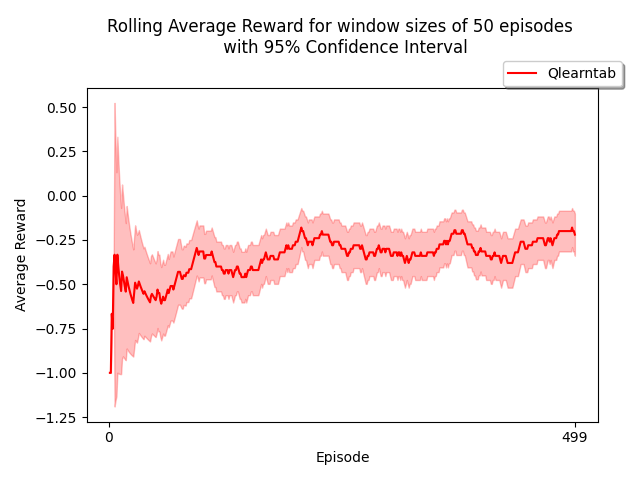 Rolling Average Reward for window sizes of 50 episodes
with 95% Confidence Interval
Qlearntab
0.50
0.25
0.00
−0.25
−0.50
−0.75
−1.00
−1.25
Average Reward
0
499
Episode